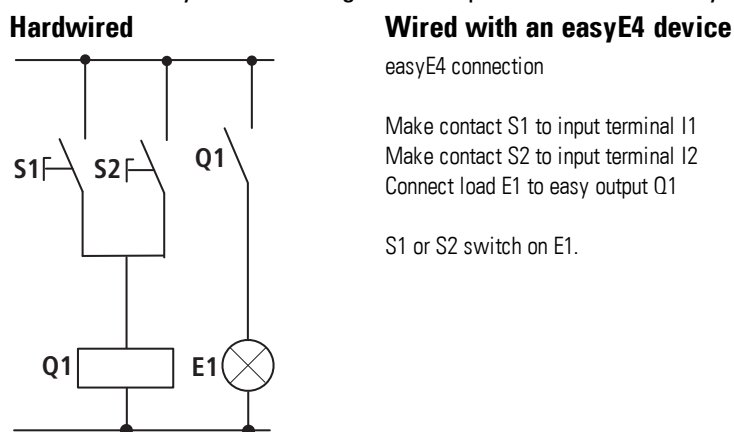 Hardwired
S1
S2
Q1
Q1
E1
Wired with an easyE4 device
easyE4 connection
Make contact S1 to input terminal I1
Make contact S2 to input terminal I2
Connect load E1 to easy output Q1
S1 or S2 switch on E1.